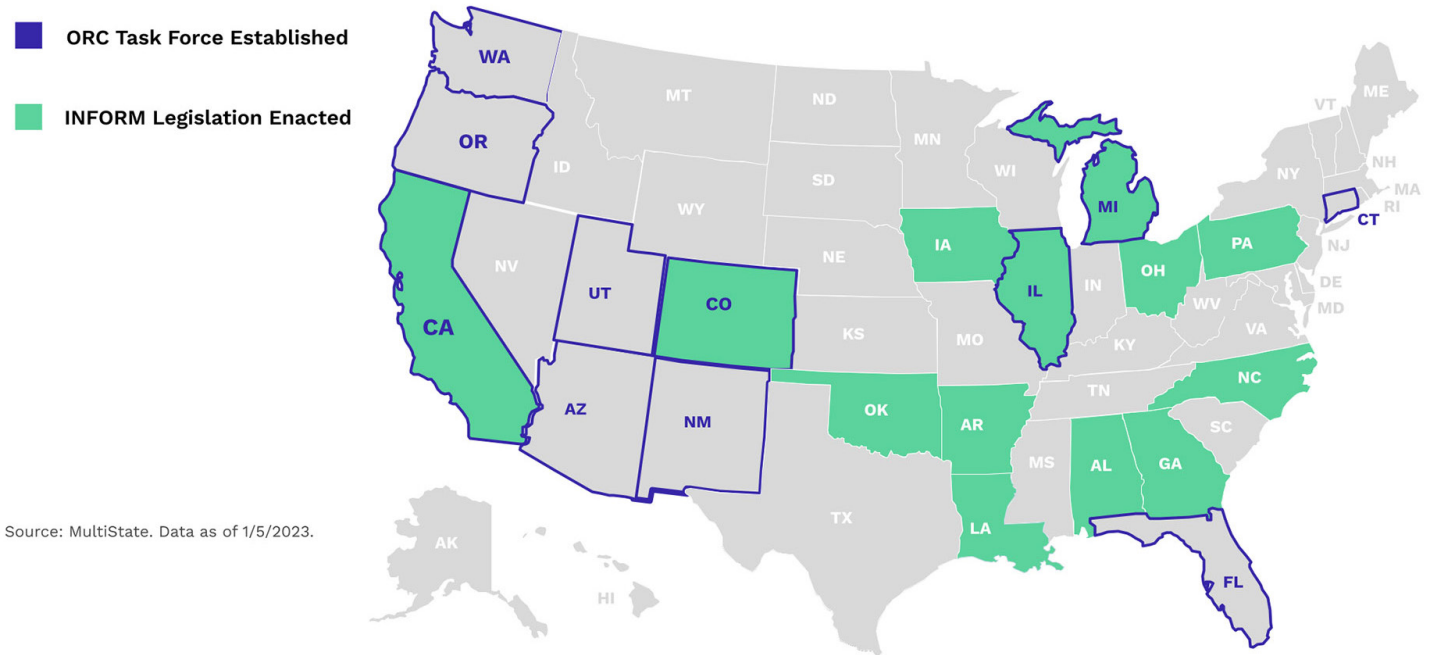 ORC Task Force Established
INFORM Legislation Enacted
WA
MT
ND
MN
ME
VT
OR
ID
SD
WI
NY
NH
MA
RI
CT
WY
MI
IA
NE
PA
NJ
NV
UT
CO
IL
IN
OH
DE
MD
WV
VA
CA
KS
MO
KY
NC
AZ
NM
OK
AR
TN
SC
MS
AL
GA
TX
LA
Source: MultiState. Data as of 1/5/2023.
AK
HI
FL